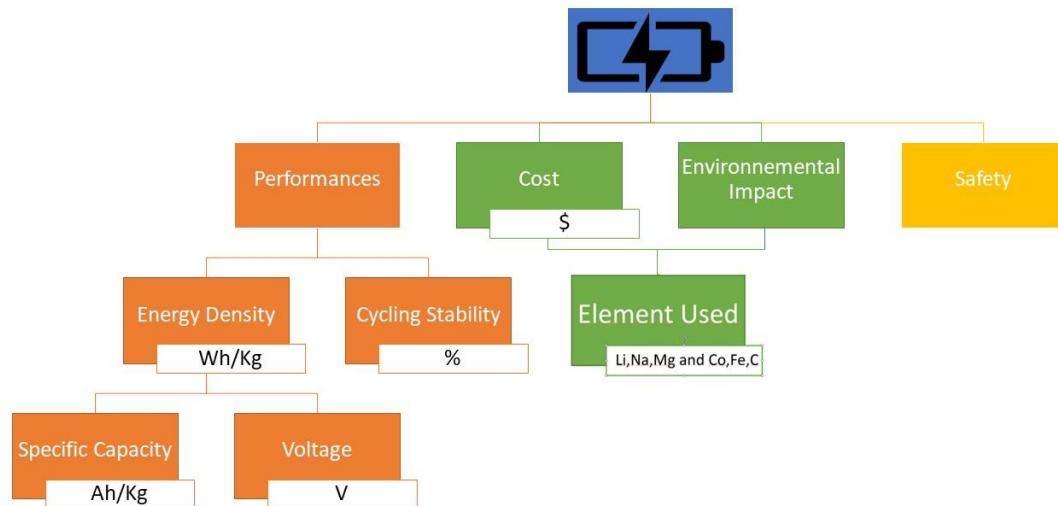 Performances
Cost
$
Environnemental
Impact
Safety
Energy Density
Wh/Kg
Cycling Stability
%
Element Used
Li,Na,Mg and Co,Fe,C
Specific Capacity
Ah/Kg
Voltage
V